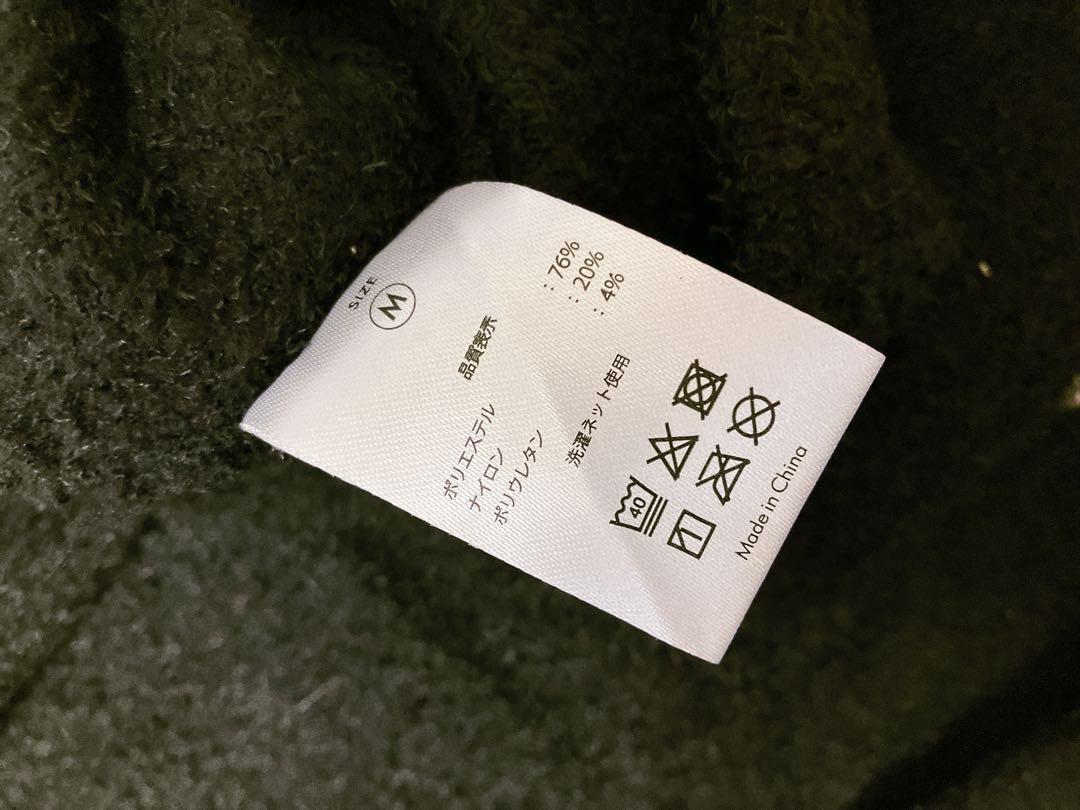 SIZE
M
品質表示
ポリエステル : 76%
ナイロン : 20%
ポリウレタン : 4%
洗濯ネット使用
40
Made in China